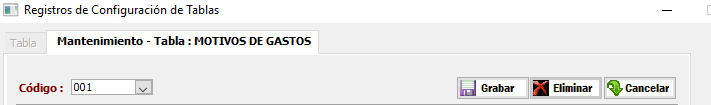 Registros de Configuración de Tablas
Tabla
Mantenimiento - Tabla : MOTIVOS DE GASTOS
Código : 001
Grabar
Eliminar
Cancelar